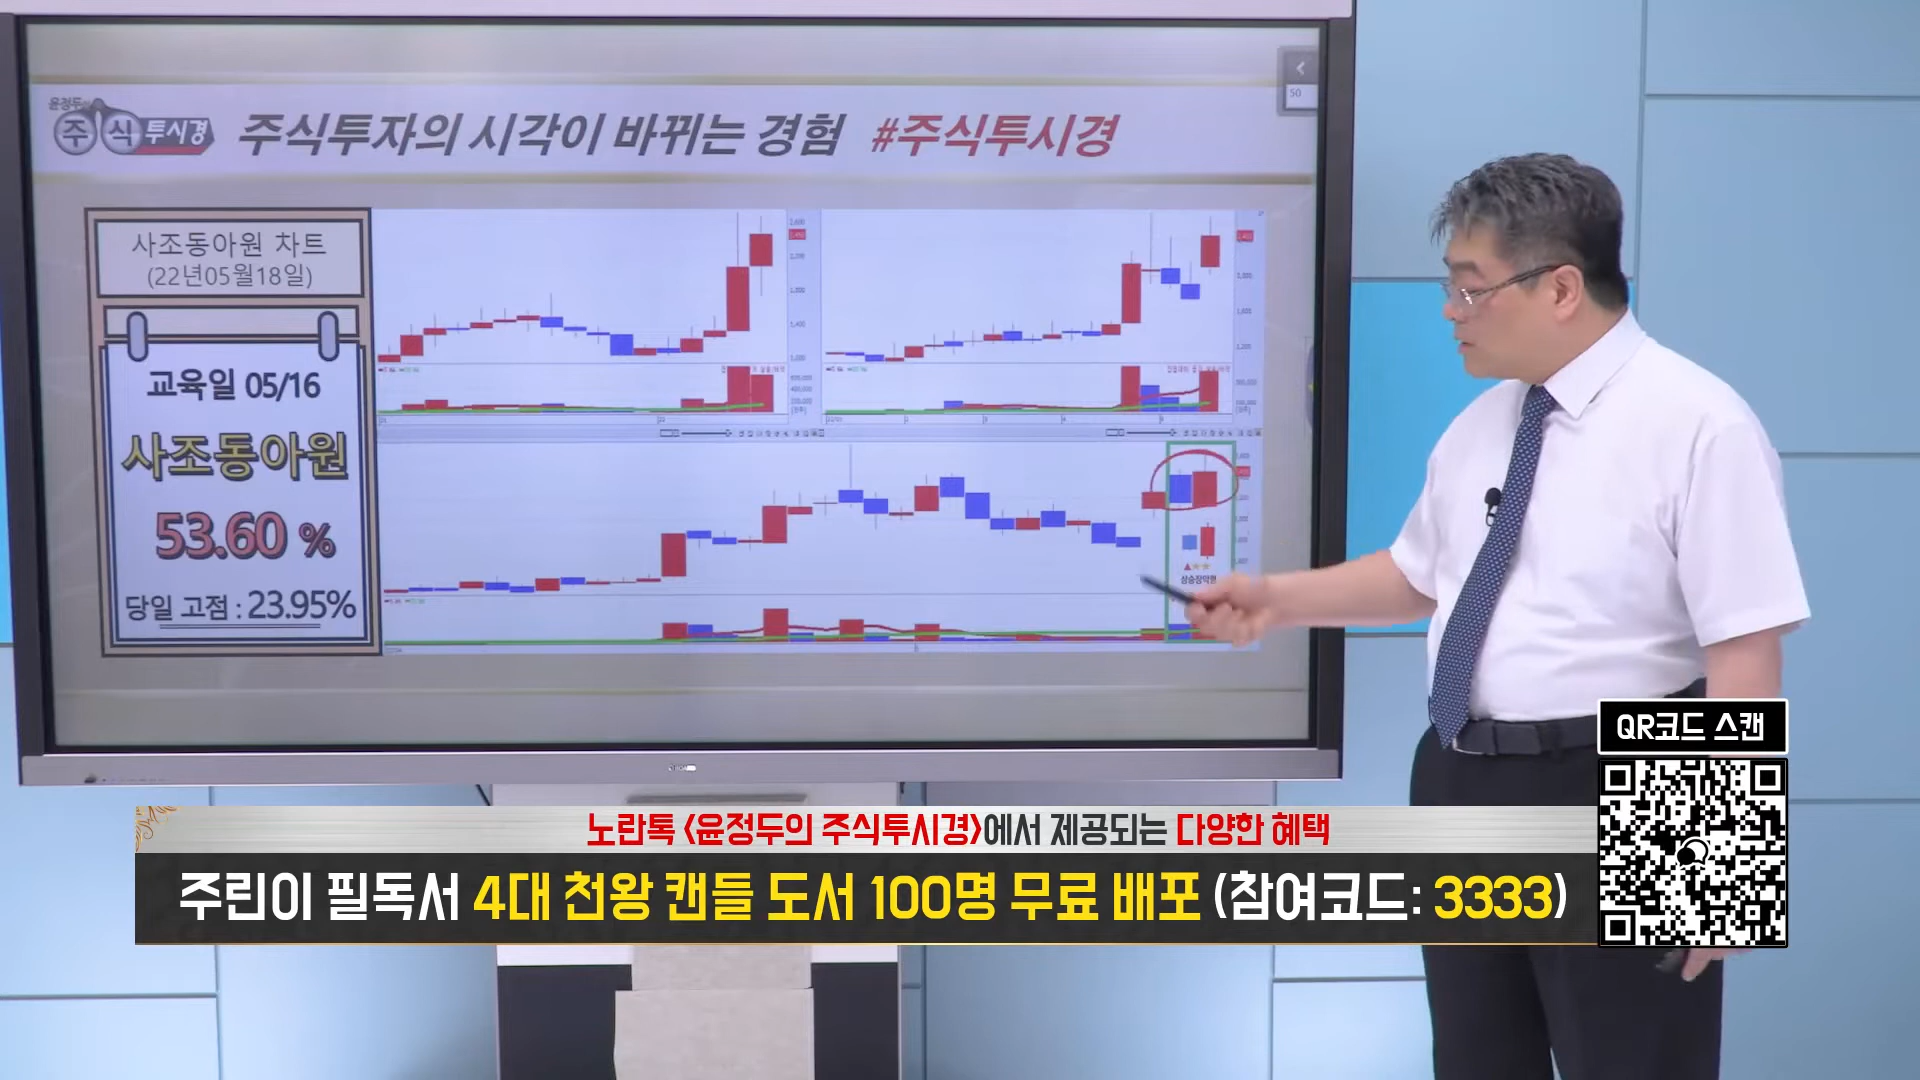 윤정두의
주식투시경
주식투자의 시각이 바뀌는 경험 #주식투시경
50
사조동아원 차트
(22년05월18일)
교육일 05/16
사조동아원
53.60 %
당일 고점 : 23.95%
상승장악형
QR코드 스캔
노란톡 <윤정두의 주식투시경>에서 제공되는 다양한 혜택
주린이 필독서 4대 천왕 캔들 도서 100명 무료 배포 (참여코드: 3333)